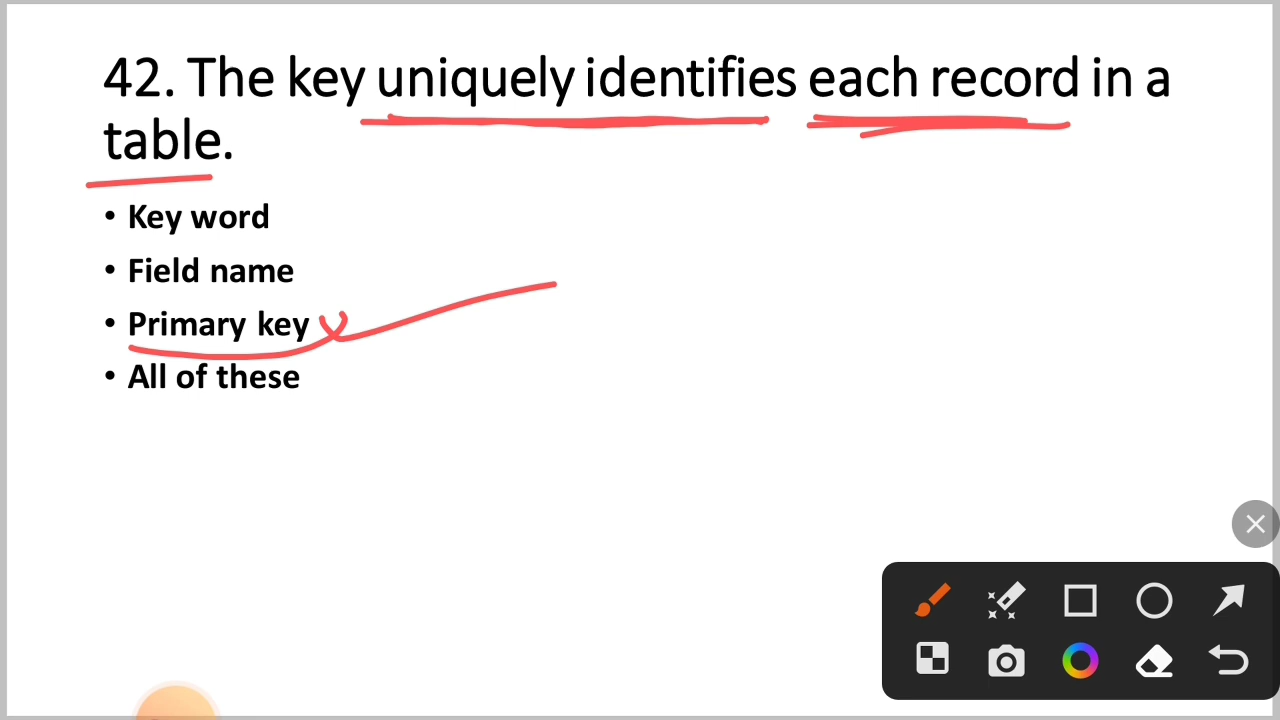 42. The key uniquely identifies each record in a
table.
• Key word
• Field name
• Primary key
• All of these